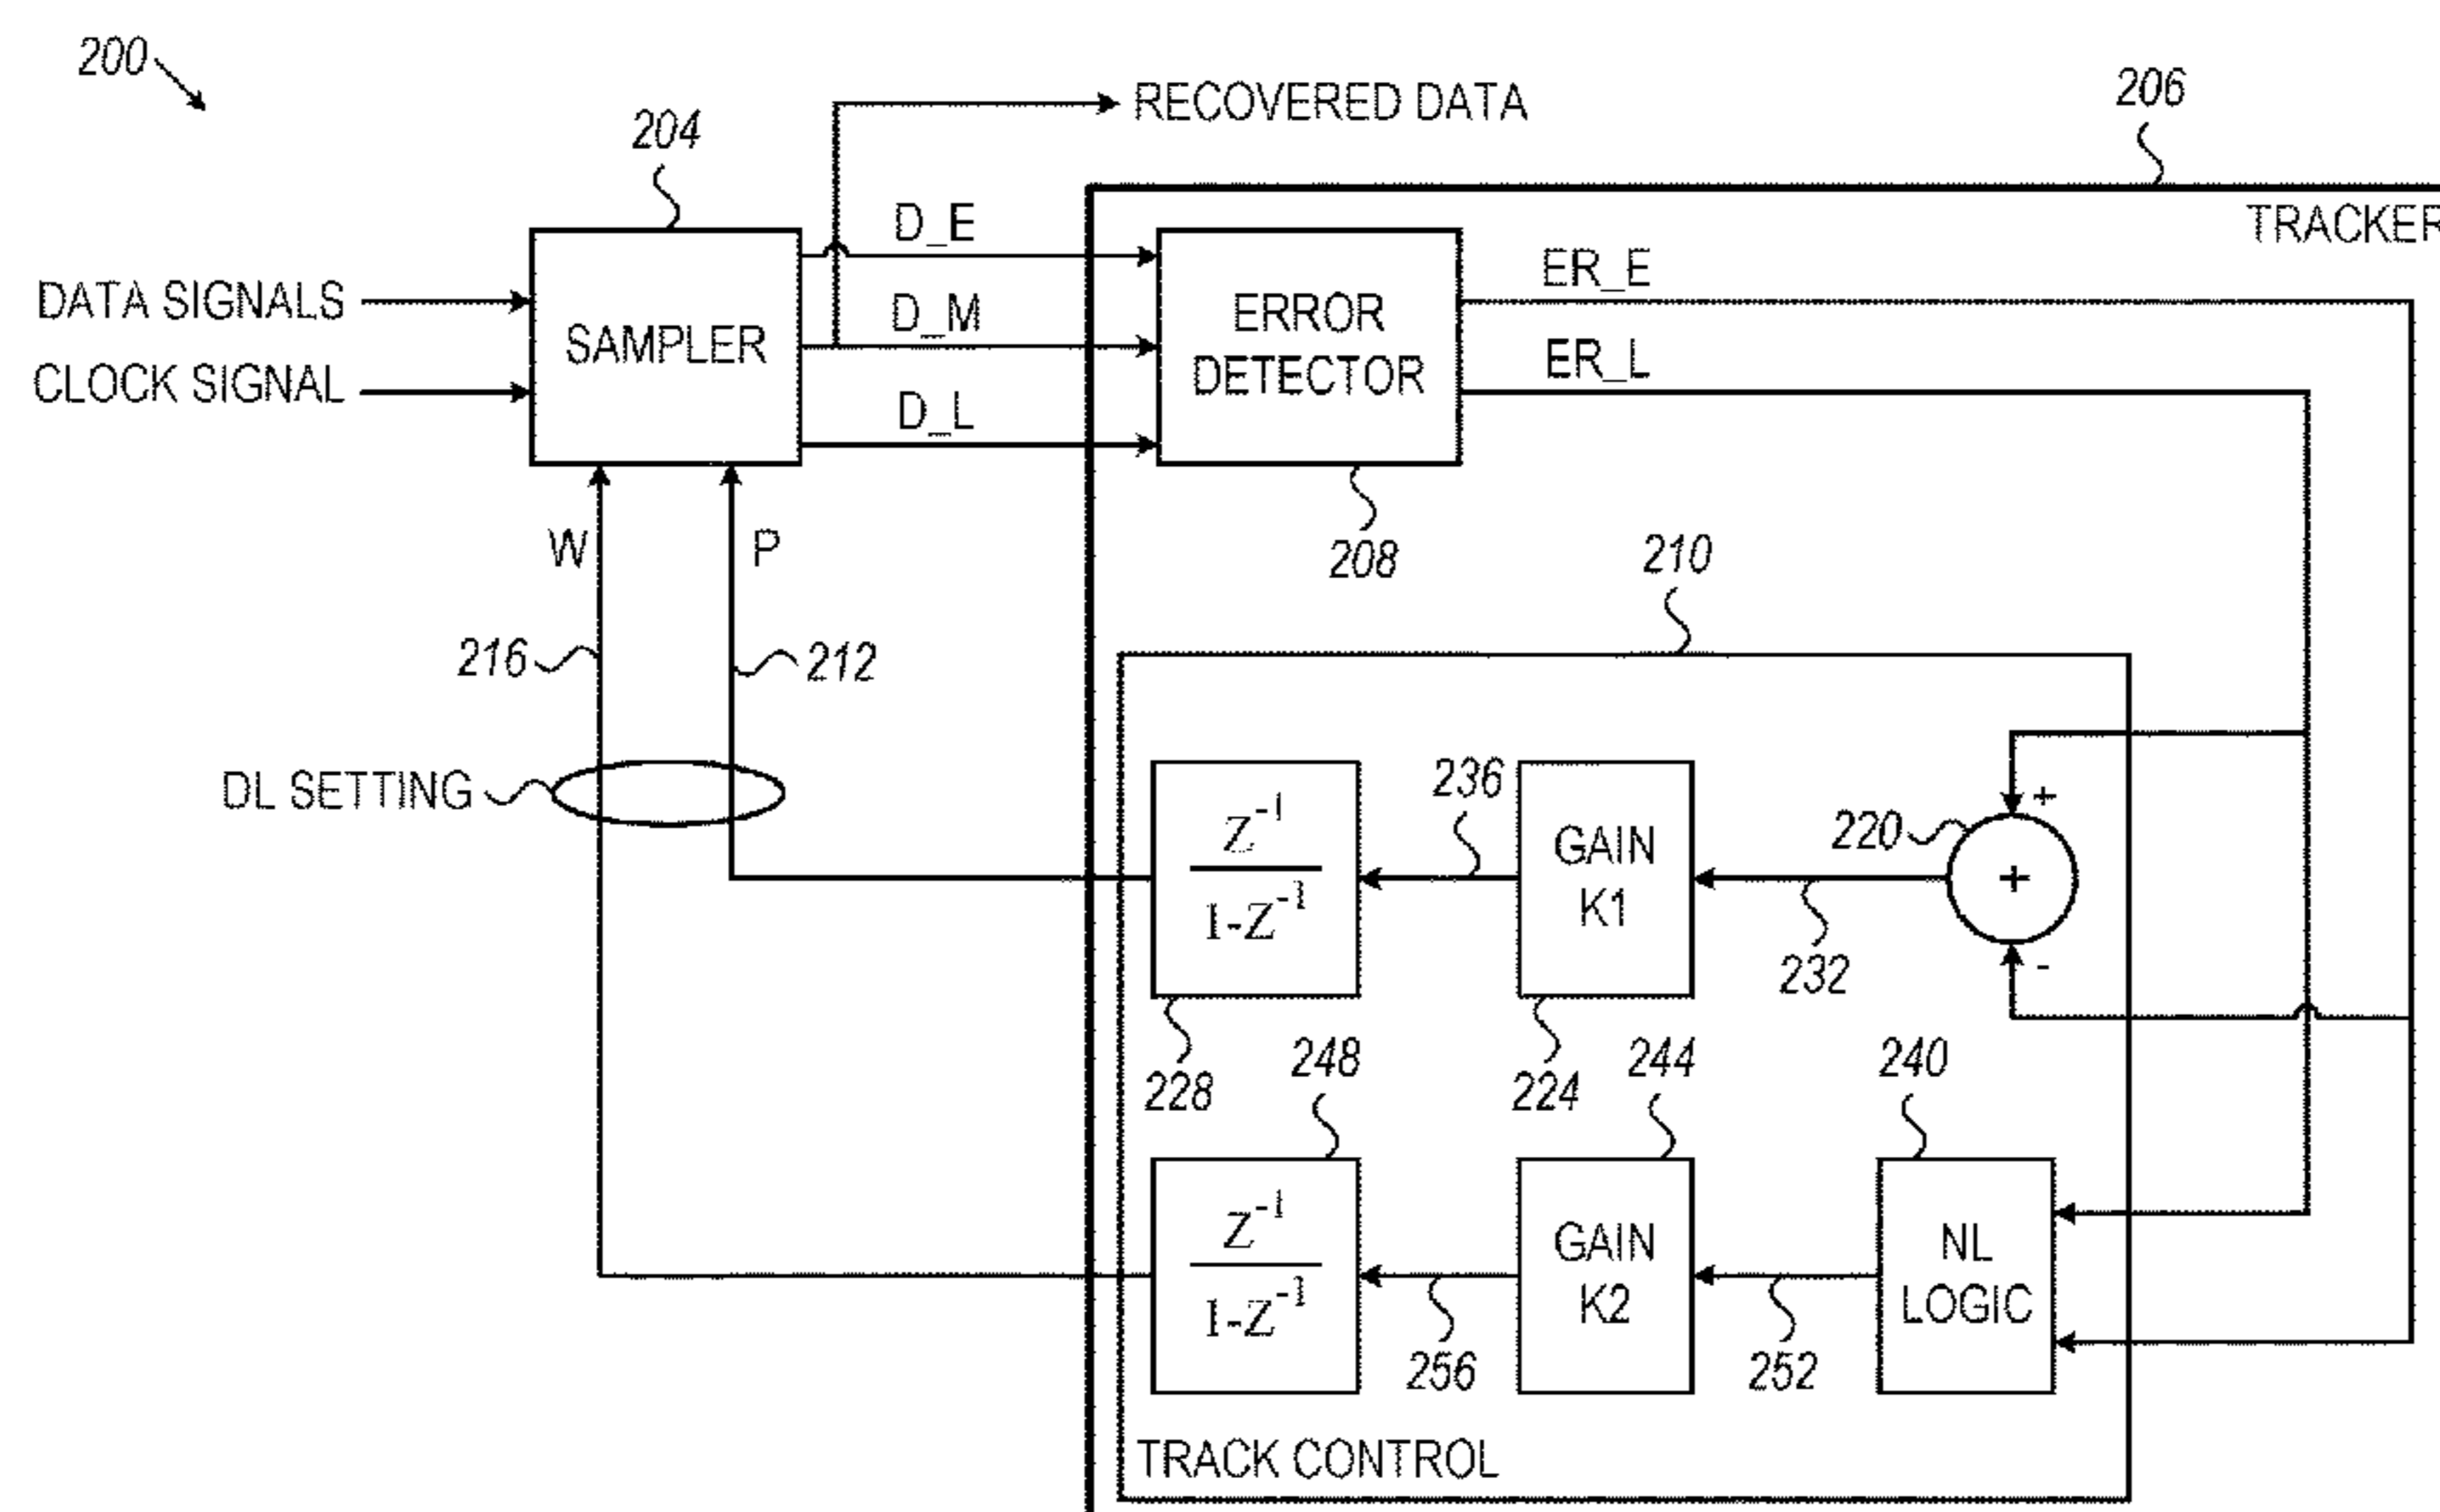 200
204
RECOVERED DATA
206
TRACKER
D_E
ER_E
DATA SIGNALS
SAMPLER
D_M
ERROR
DETECTOR
CLOCK SIGNAL
ER_L
D_L
W
P
208
210
216
212
DL SETTING
Z^-1
1-Z^-1
236
GAIN
K1
220
+
+
-
232
228
248
224
244
240
Z^-1
1-Z^-1
GAIN
K2
NL
LOGIC
256
252
TRACK CONTROL